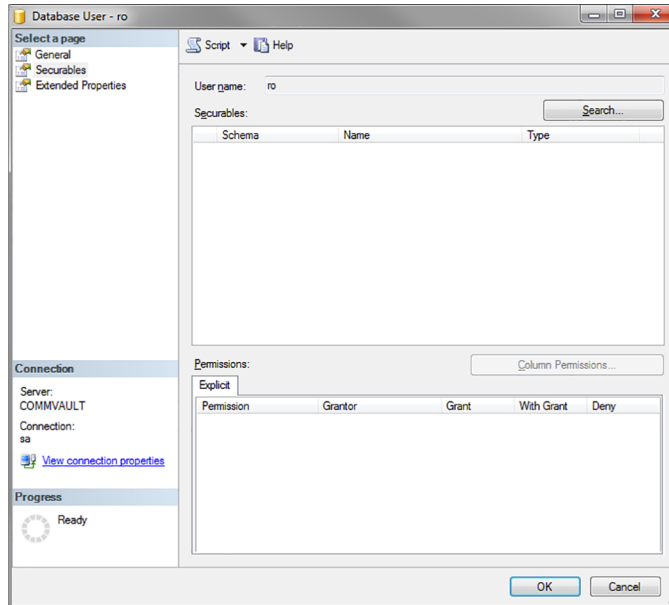 Database User - ro
Select a page
General
Securables
Extended Properties
Script Help
User name: ro
Securables:
Search...
Schema Name Type
Permissions:
Column Permissions...
Explicit
Permission Grantor Grant With Grant Deny
Connection
Server:
COMMVAULT
Connection:
sa
View connection properties
Progress
Ready
OK Cancel